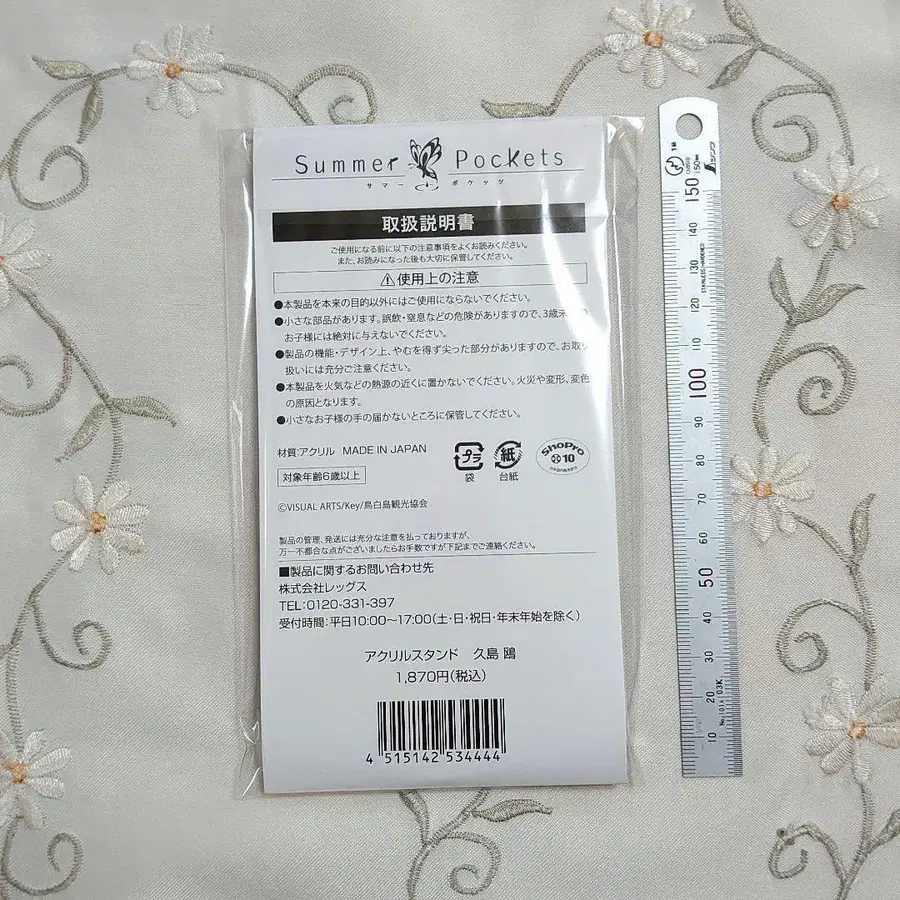 Summer Pockets
サマー ポケッツ
取扱説明書
ご使用になる前に以下の注意事項をよくお読みください。
また、お読みになった後も大切に保管してください。
⚠使用上の注意
●本製品を本来の目的以外にはご使用にならないでください。
●小さな部品があります。誤飲・窒息などの危険がありますので、3歳未
お子様には絶対に与えないでください。
●製品の機能・デザイン上、やむを得ず尖った部分がありますので、お取り
扱いには充分ご注意ください。
●本製品を火気などの熱源の近くに置かないでください。火災や変形、変色
の原因となります。
●小さなお子様の手の届かないところに保管してください。
材質:アクリル MADE IN JAPAN
プラ
袋
紙
台紙
ShoPro
10
対象年齢6歳以上
©VISUAL ARTS/Key/鳥白島観光協会
製品の管理、発送には充分な注意を払っておりますが、
万一不都合な点がございましたらお手数ですが下記までご連絡ください。
■製品に関するお問い合わせ先
株式会社レッグス
TEL:0120-331-397
受付時間:平日10:00〜17:00(土・日・祝日・年末年始を除く)
アクリルスタンド 久島 鴎
1,870円(税込)
4 515142 534444
シンワ
150
140
130
120
110
100
90
80
70
60
50
40
30
20
10
STAINLESS-HARDENED